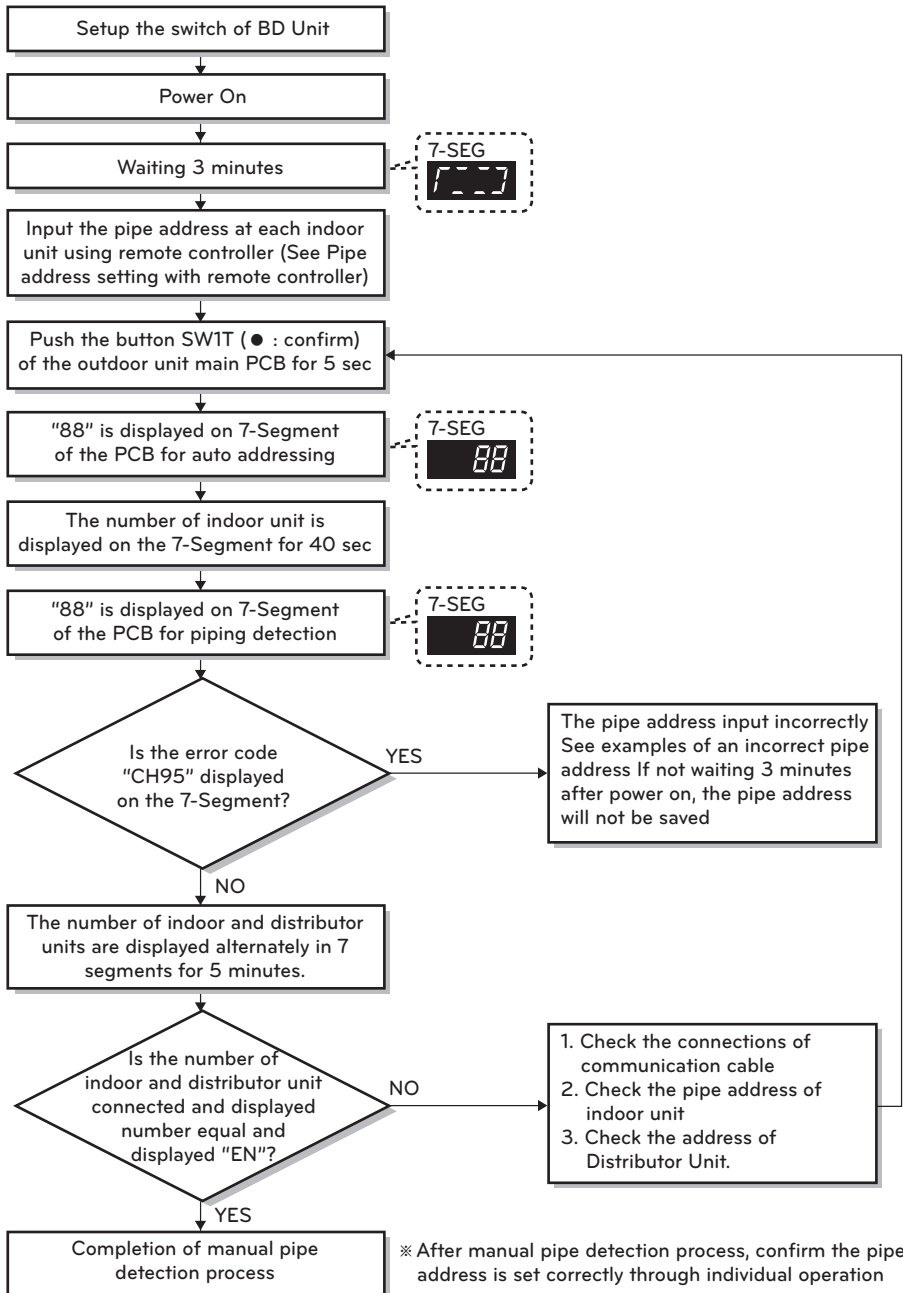 Setup the switch of BD Unit
Power On
Waiting 3 minutes
7-SEG
Input the pipe address at each indoor
unit using remote controller (See Pipe
address setting with remote controller)
Push the button SW1T (● : confirm)
of the outdoor unit main PCB for 5 sec
"88" is displayed on 7-Segment
of the PCB for auto addressing
7-SEG
88
The number of indoor unit is
displayed on the 7-Segment for 40 sec
"88" is displayed on 7-Segment
of the PCB for piping detection
7-SEG
88
Is the error code
"CH95" displayed
on the 7-Segment?
YES
The pipe address input incorrectly
See examples of an incorrect pipe
address If not waiting 3 minutes
after power on, the pipe address
will not be saved
NO
The number of indoor and distributor
units are displayed alternately in 7
segments for 5 minutes.
Is the number of
indoor and distributor unit
connected and displayed
number equal and
displayed "EN"?
NO
1. Check the connections of
communication cable
2. Check the pipe address of
indoor unit
3. Check the address of
Distributor Unit.
YES
Completion of manual pipe
detection process
※ After manual pipe detection process, confirm the pipe
address is set correctly through individual operation